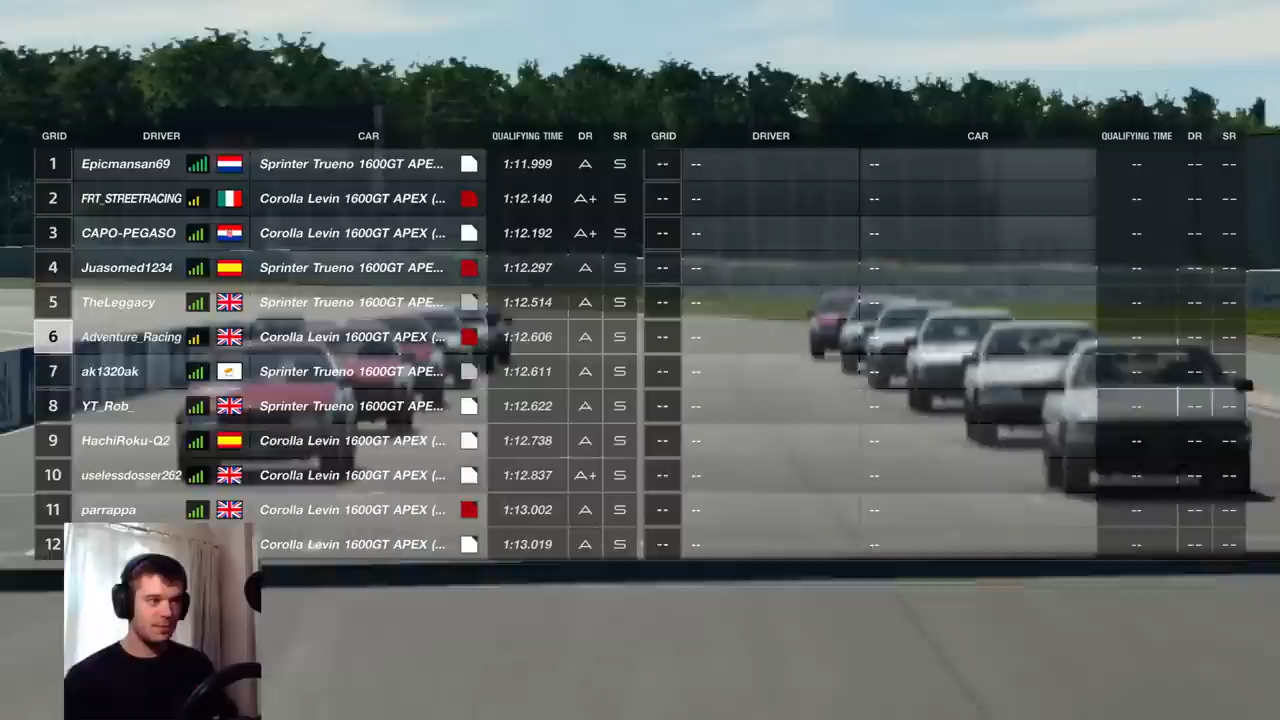 GRID DRIVER CAR QUALIFYING TIME DR SR GRID DRIVER CAR QUALIFYING TIME DR SR
1 Epicmansan69 Sprinter Trueno 1600GT APE... 1:11.999 A S -- -- -- -- -- --
2 FRT_STREETRACING Corolla Levin 1600GT APEX (... 1:12.140 A+ S -- -- -- -- -- --
3 CAPO-PEGASO Corolla Levin 1600GT APEX (... 1:12.192 A+ S -- -- -- -- -- --
4 Juasomed1234 Sprinter Trueno 1600GT APE... 1:12.297 A S -- -- -- -- -- --
5 TheLeggacy Sprinter Trueno 1600GT APE... 1:12.514 A S -- -- -- -- -- --
6 Adventure_Racing Corolla Levin 1600GT APEX (... 1:12.606 A S -- -- -- -- -- --
7 ak1320ak Sprinter Trueno 1600GT APE... 1:12.611 A S -- -- -- -- -- --
8 YT_Rob_ Sprinter Trueno 1600GT APE... 1:12.622 A S -- -- -- -- -- --
9 HachiRoku-Q2 Corolla Levin 1600GT APEX (... 1:12.738 A S -- -- -- -- -- --
10 uselessdosser262 Corolla Levin 1600GT APEX (... 1:12.837 A+ S -- -- -- -- -- --
11 parrappa Corolla Levin 1600GT APEX (... 1:13.002 A S -- -- -- -- -- --
12 Corolla Levin 1600GT APEX (... 1:13.019 A S -- -- -- -- -- --